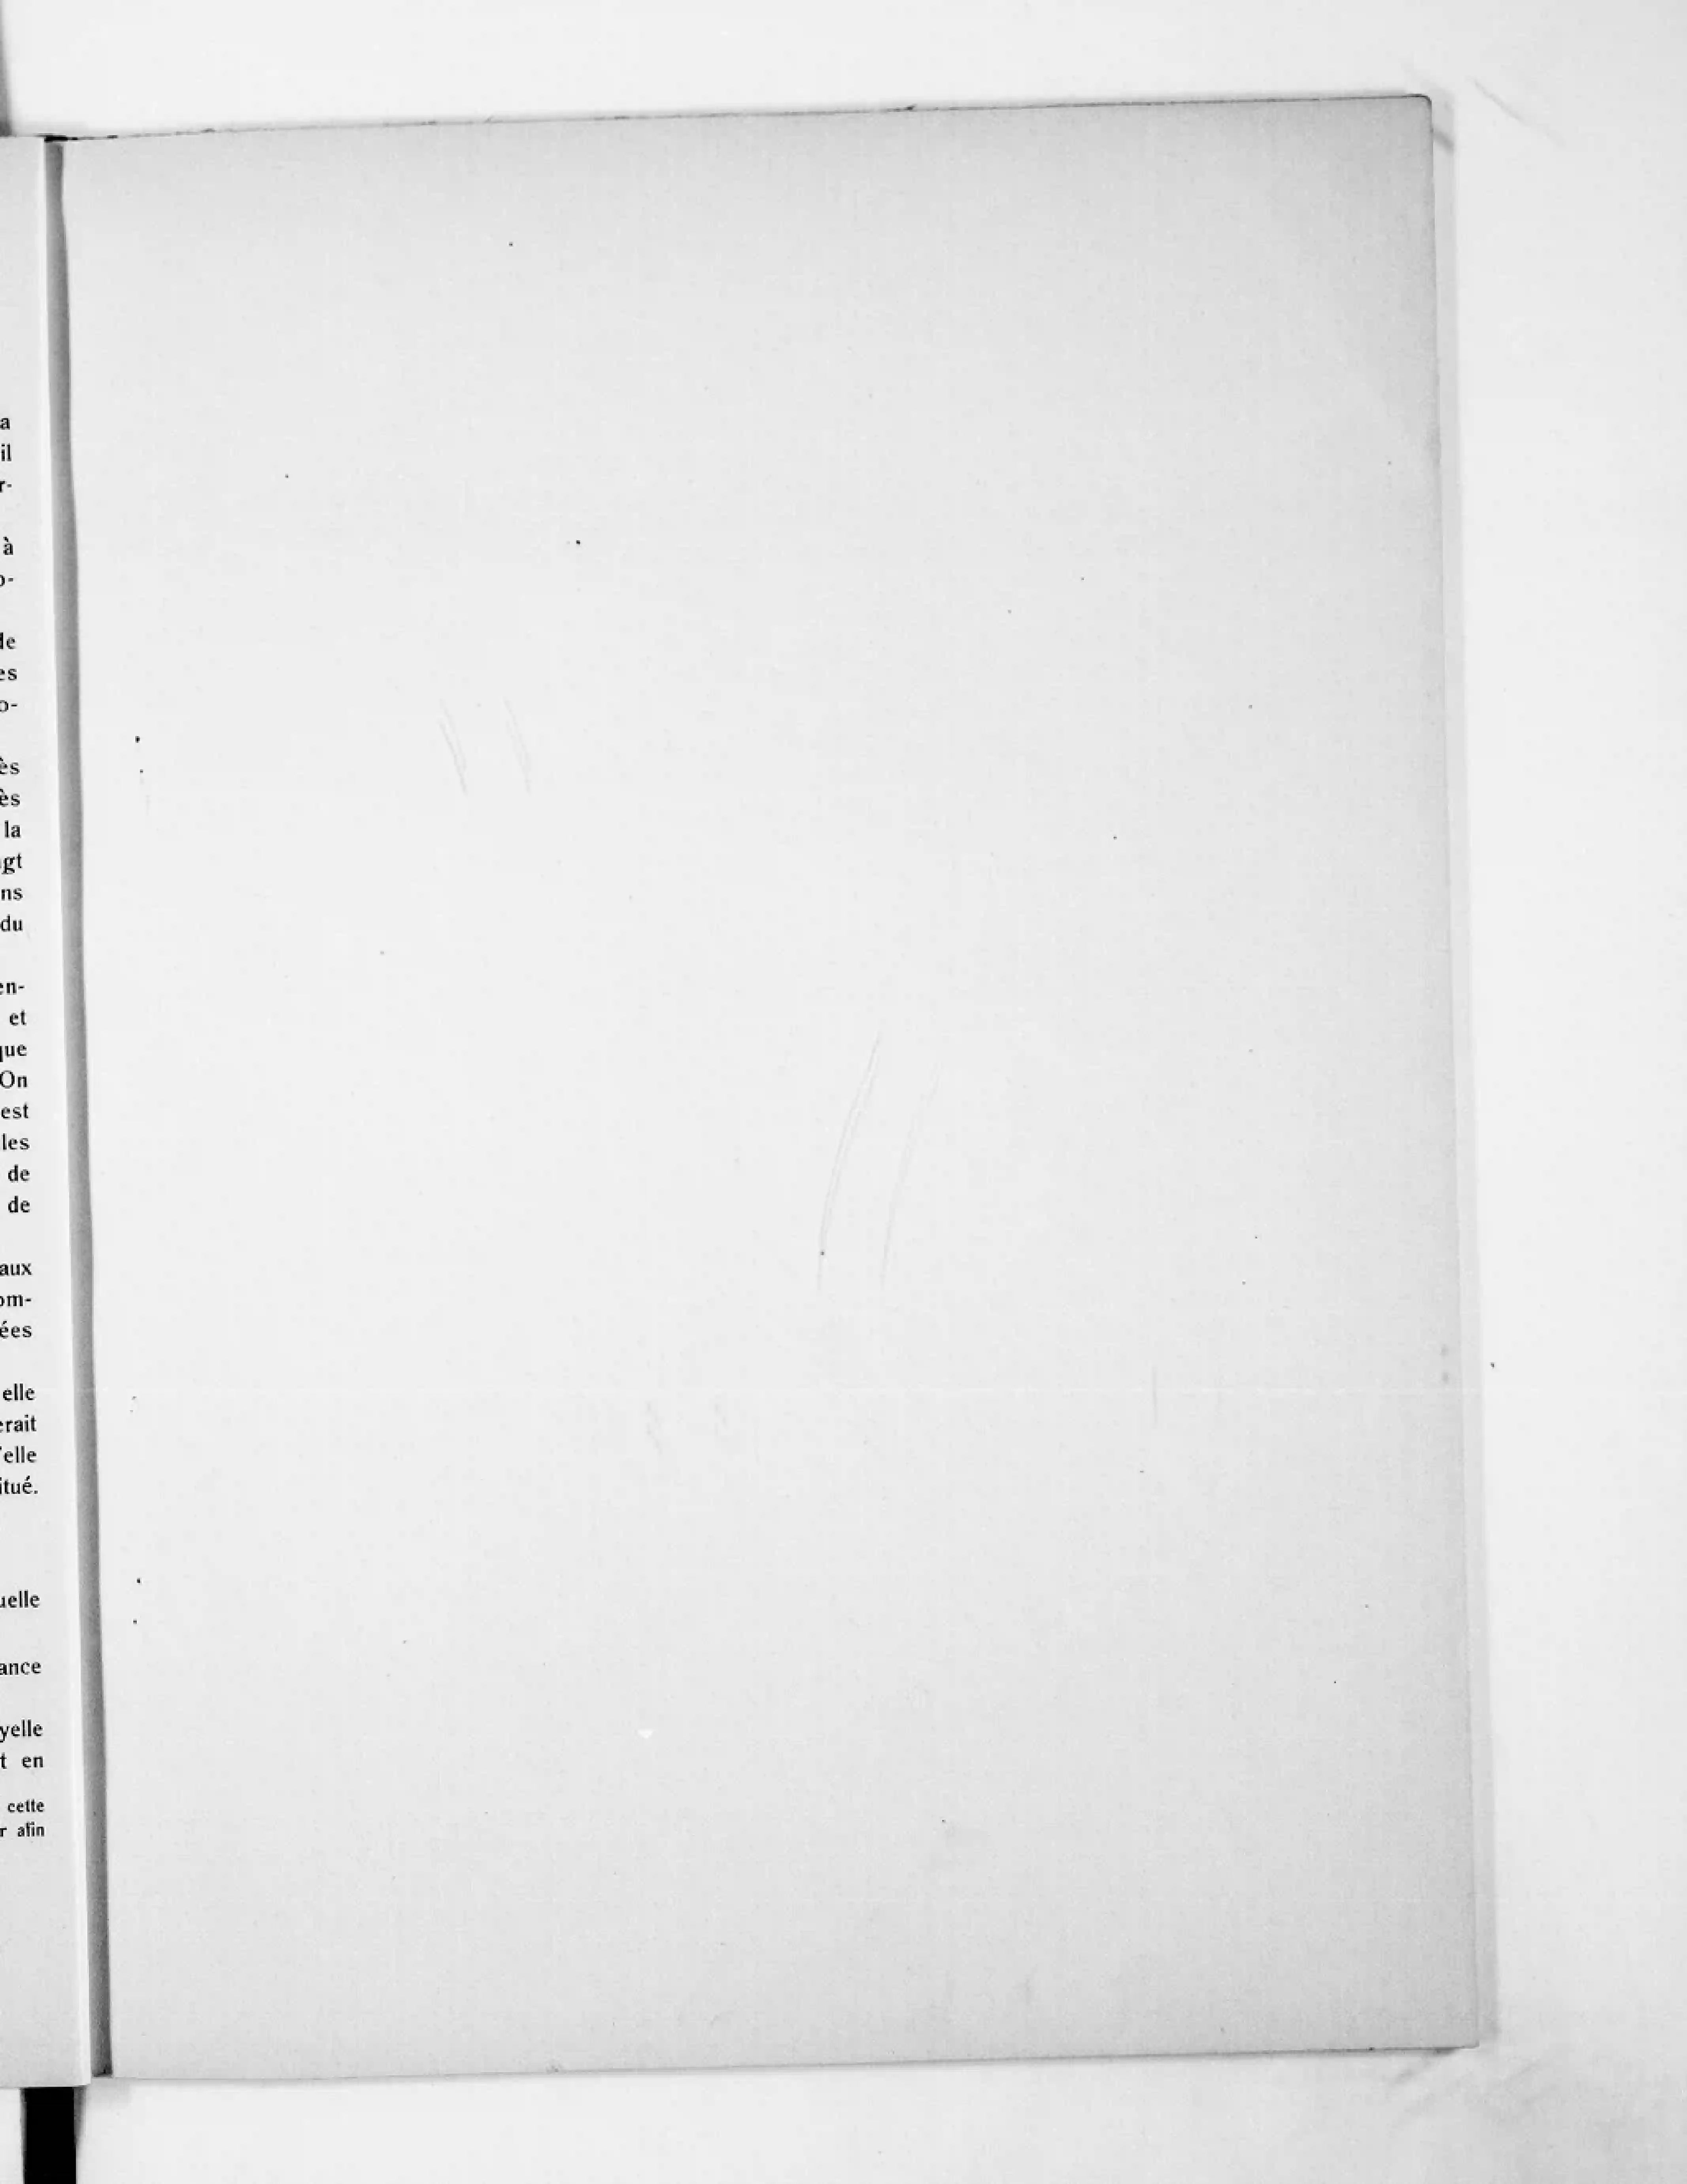 a
il
r-
à
o-
de
es
o-
ès
ès
la
gt
ns
du
en-
et
que
On
est
les
de
de
aux
om-
ées
elle
erait
'elle
itué.
uelle
ance
yelle
t en
cette
r afin